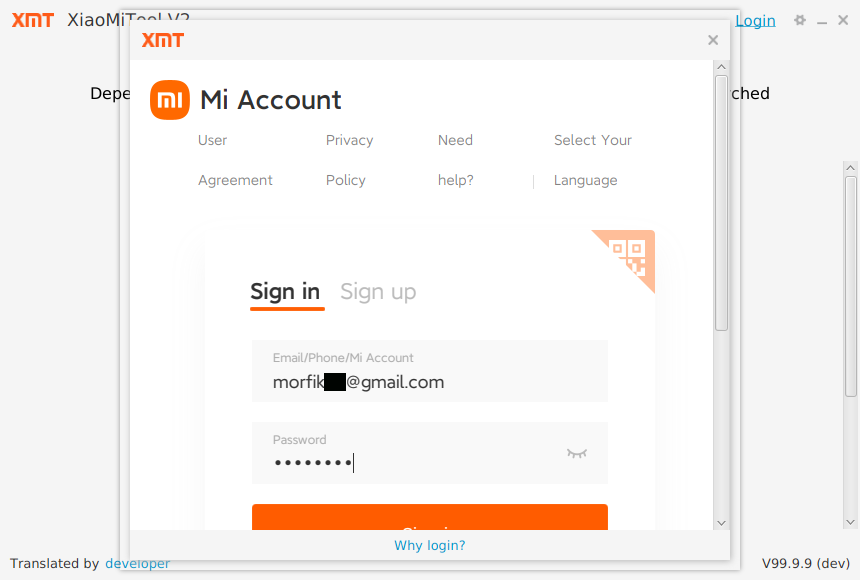 XMT XiaoMiTool V2
Login
XMT
Depe
ched
mi Mi Account
User Agreement
Privacy Policy
Need help?
Select Your Language
Sign in Sign up
Email/Phone/Mi Account
morfik @gmail.com
Password
Sign in
Why login?
Translated by developer
V99.9.9 (dev)